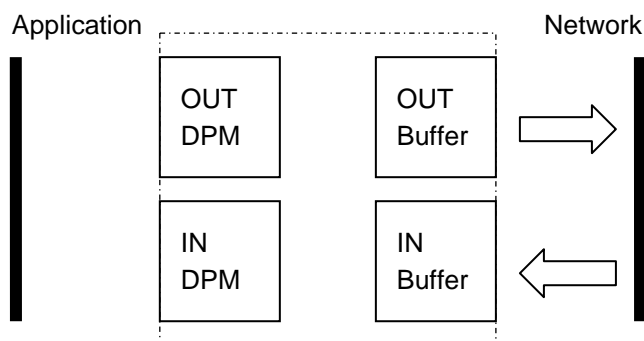 Application
Network
OUT
DPM
OUT
Buffer
IN
DPM
IN
Buffer